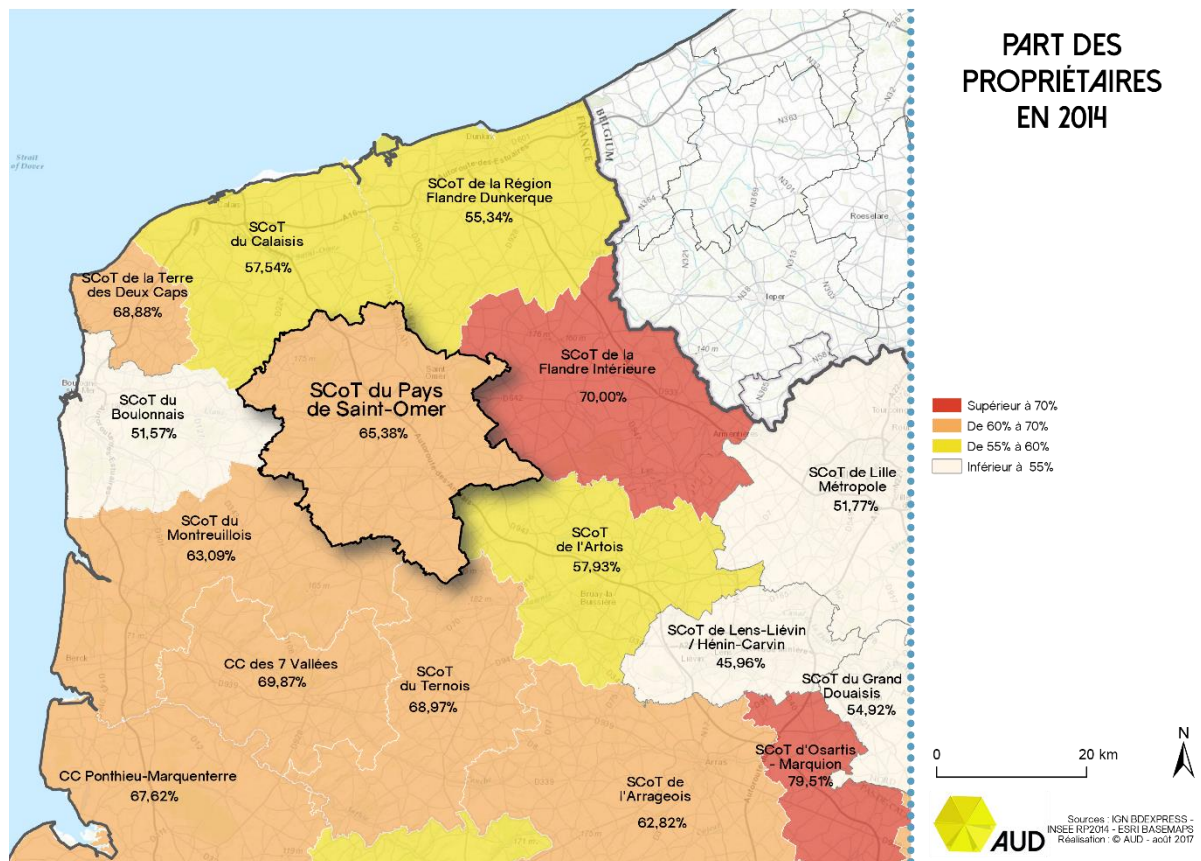 PART DES
PROPRIÉTAIRES
EN 2014
Strait
of Dover
BELGIUM
FRANCE
Roeselare
Ieper
SCoT de la Région
Flandre Dunkerque
55,34%
SCoT
du Calaisis
57,54%
SCoT de la Terre
des Deux Caps
68,88%
SCoT de la
Flandre Intérieure
70,00%
SCoT du Pays
de Saint-Omer
65,38%
SCoT du
Boulonnais
51,57%
SCoT de Lille
Métropole
51,77%
SCoT du
Montreuillois
63,09%
SCoT
de l'Artois
57,93%
SCoT de Lens-Liévin
/ Hénin-Carvin
45,96%
CC des 7 Vallées
69,87%
SCoT
du Ternois
68,97%
SCoT du Grand
Douaisis
54,92%
SCoT d'Osartis
- Marquion
79,51%
CC Ponthieu-Marquenterre
67,62%
SCoT de
l'Arrageois
62,82%
Supérieur à 70%
De 60% à 70%
De 55% à 60%
Inférieur à 55%
N
0 20 km
AUD
Sources : IGN BDEXPRESS -
INSEE RP2014 - ESRI BASEMAPS
Réalisation : © AUD - août 2017